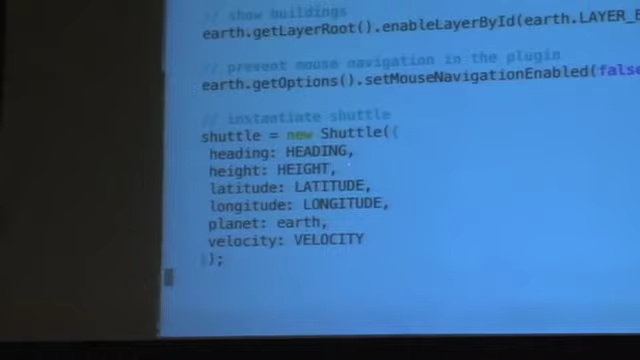 // show buildings
earth.getLayerRoot().enableLayerById(earth.LAYER_
// prevent mouse navigation in the plugin
earth.getOptions().setMouseNavigationEnabled(false
// instantiate shuttle
shuttle = new Shuttle({
heading: HEADING,
height: HEIGHT,
latitude: LATITUDE,
longitude: LONGITUDE,
planet: earth,
velocity: VELOCITY
});